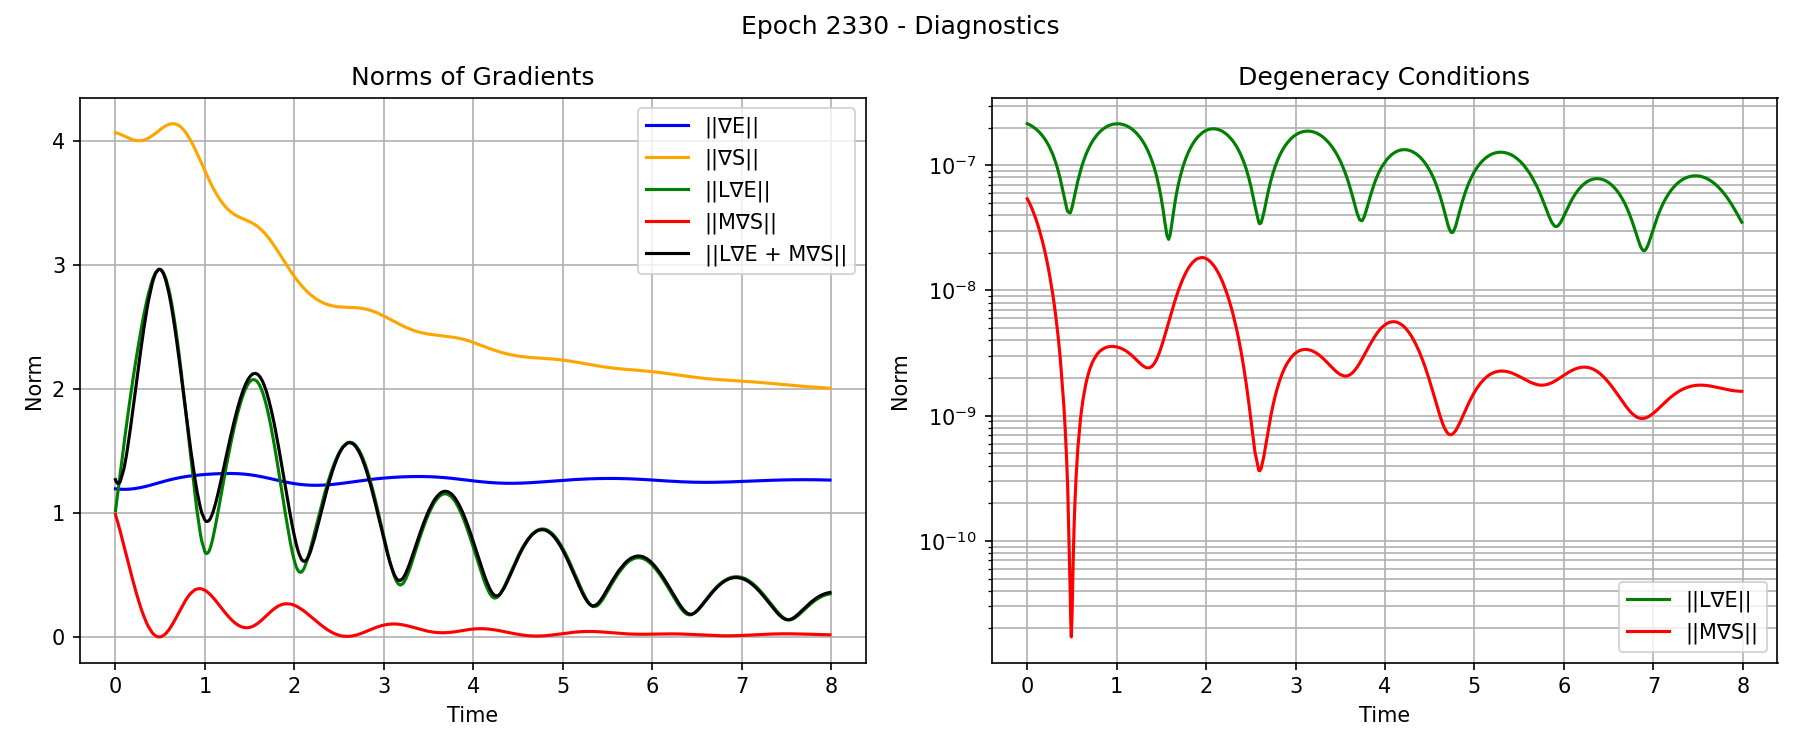 Epoch 2330 - Diagnostics
Norms of Gradients
Norm
4
3
2
1
0
0 1 2 3 4 5 6 7 8
Time
||∇E||
||∇S||
||L∇E||
||M∇S||
||L∇E + M∇S||
Degeneracy Conditions
Norm
10⁻⁷
10⁻⁸
10⁻⁹
10⁻¹⁰
0 1 2 3 4 5 6 7 8
Time
||L∇E||
||M∇S||